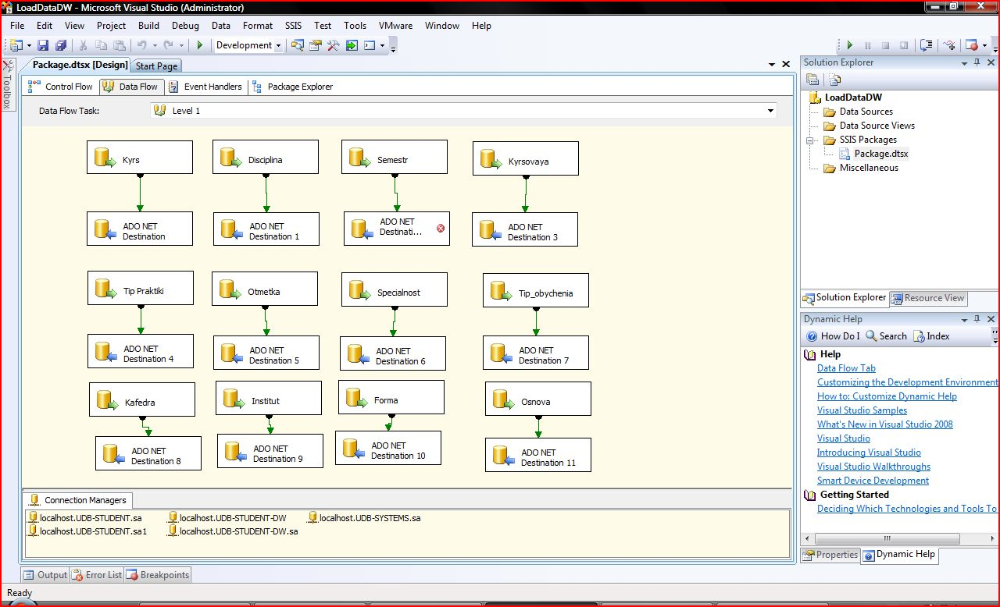 LoadDataDW - Microsoft Visual Studio (Administrator)
File Edit View Project Build Debug Data Format SSIS Test Tools VMware Window Help
Development
Toolbox
Package.dtsx [Design] Start Page
Control Flow Data Flow Event Handlers Package Explorer
Data Flow Task: Level 1
Kyrs Disciplina Semestr Kyrsovaya
ADO NET Destination
ADO NET Destination 1
ADO NET Destinati...
ADO NET Destination 3
Tip Praktiki Otmetka Specialnost Tip_obychenia
ADO NET Destination 4
ADO NET Destination 5
ADO NET Destination 6
ADO NET Destination 7
Kafedra Institut Forma Osnova
ADO NET Destination 8
ADO NET Destination 9
ADO NET Destination 10
ADO NET Destination 11
Connection Managers
localhost.UDB-STUDENT.sa localhost.UDB-STUDENT-DW localhost.UDB-SYSTEMS.sa
localhost.UDB-STUDENT.sa1 localhost.UDB-STUDENT-DW.sa
Output Error List Breakpoints
Ready
Solution Explorer
LoadDataDW
Data Sources
Data Source Views
SSIS Packages
Package.dtsx
Miscellaneous
Solution Explorer Resource View
Dynamic Help
How Do I Search Index
Help
Data Flow Tab
Customizing the Development Environment
How to: Customize Dynamic Help
Visual Studio Samples
What's New in Visual Studio 2008
Visual Studio
Introducing Visual Studio
Visual Studio Walkthroughs
Smart Device Development
Getting Started
Deciding Which Technologies and Tools To
Properties Dynamic Help